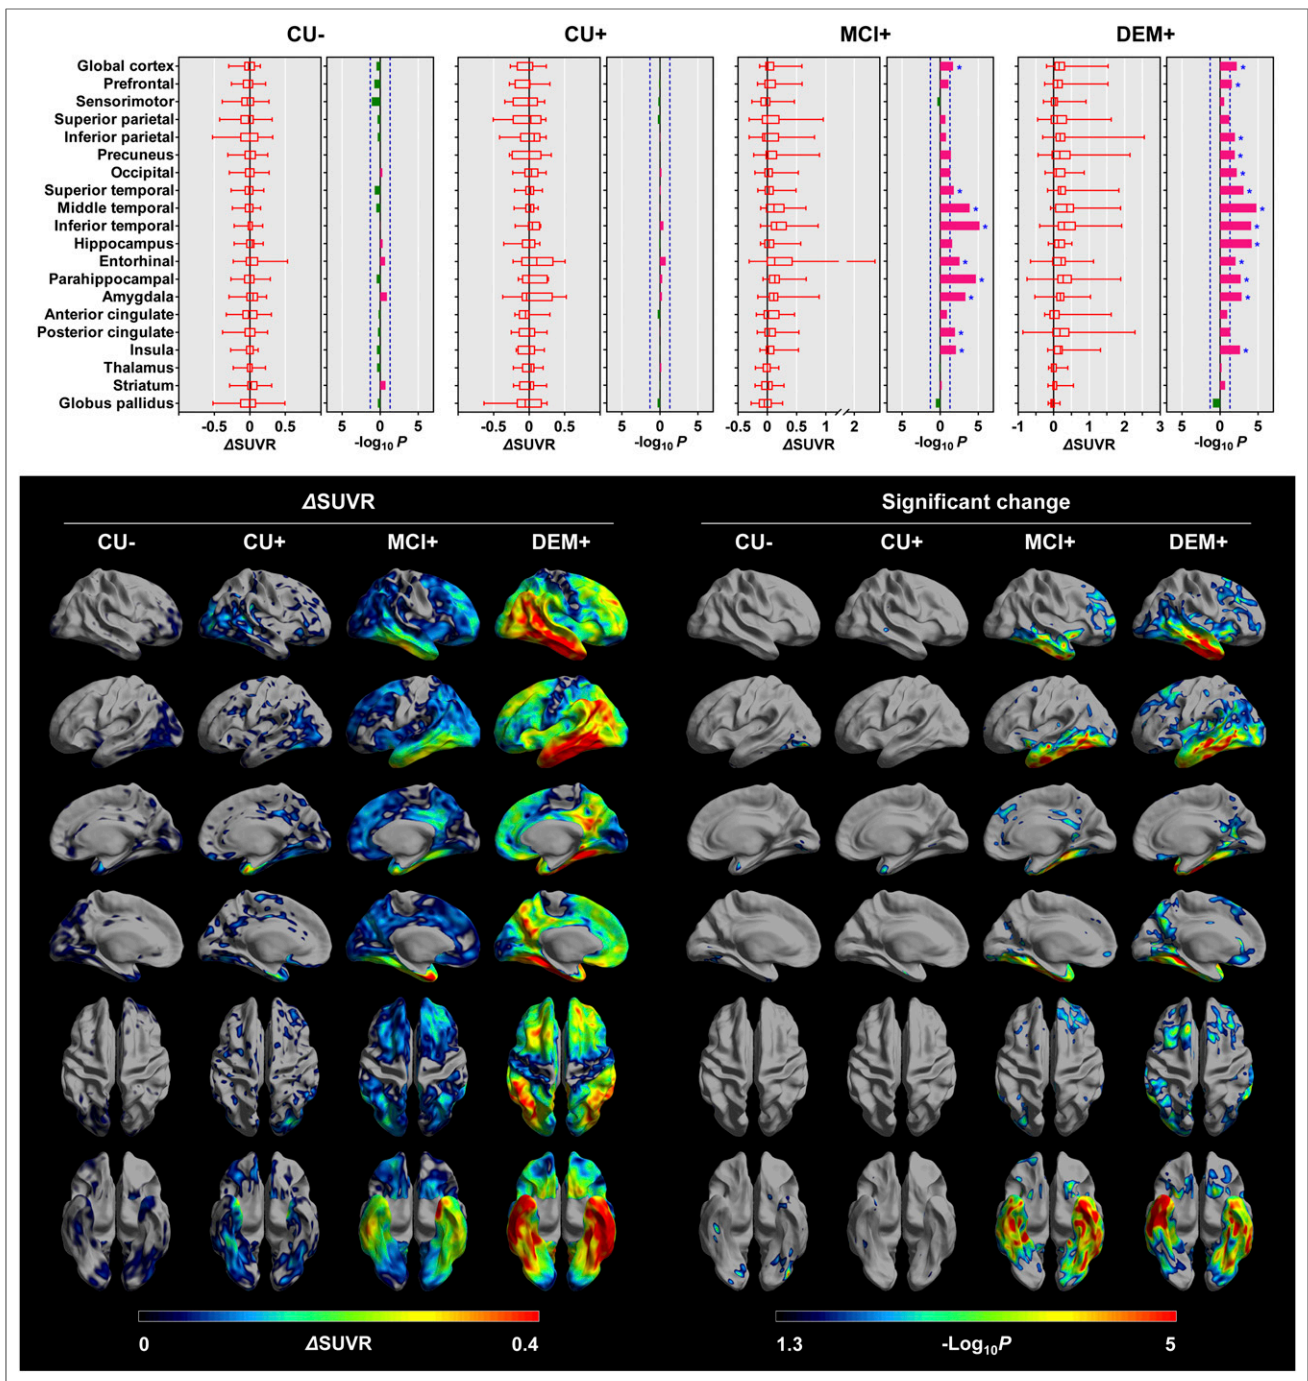 CU- CU+ MCI+ DEM+
Global cortex
Prefrontal
Sensorimotor
Superior parietal
Inferior parietal
Precuneus
Occipital
Superior temporal
Middle temporal
Inferior temporal
Hippocampus
Entorhinal
Parahippocampal
Amygdala
Anterior cingulate
Posterior cingulate
Insula
Thalamus
Striatum
Globus pallidus
-0.5 0 0.5 5 0 5 -0.5 0 0.5 5 0 5 -0.5 0 0.5 1 2 5 0 5 -1 0 1 2 3 5 0 5
ΔSUVR -log10 P ΔSUVR -log10 P ΔSUVR -log10 P ΔSUVR -log10 P
ΔSUVR Significant change
CU- CU+ MCI+ DEM+ CU- CU+ MCI+ DEM+
0 ΔSUVR 0.4 1.3 -Log10P 5